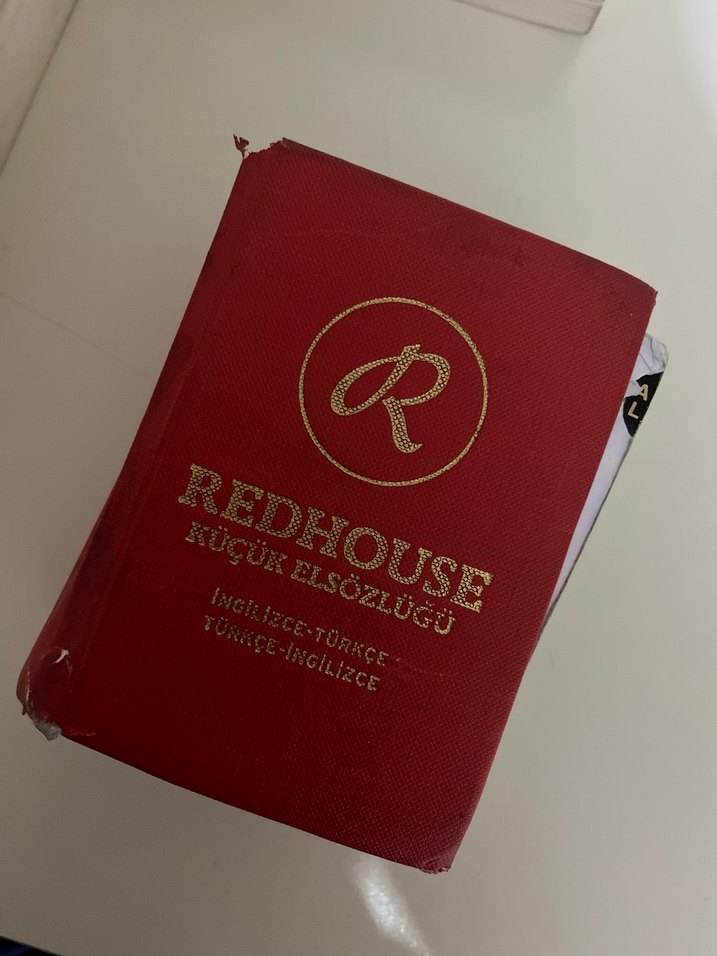 R
REDHOUSE
KÜÇÜK ELSÖZLÜĞÜ
İNGİLİZCE-TÜRKÇE
TÜRKÇE-İNGİLİZCE
A
L